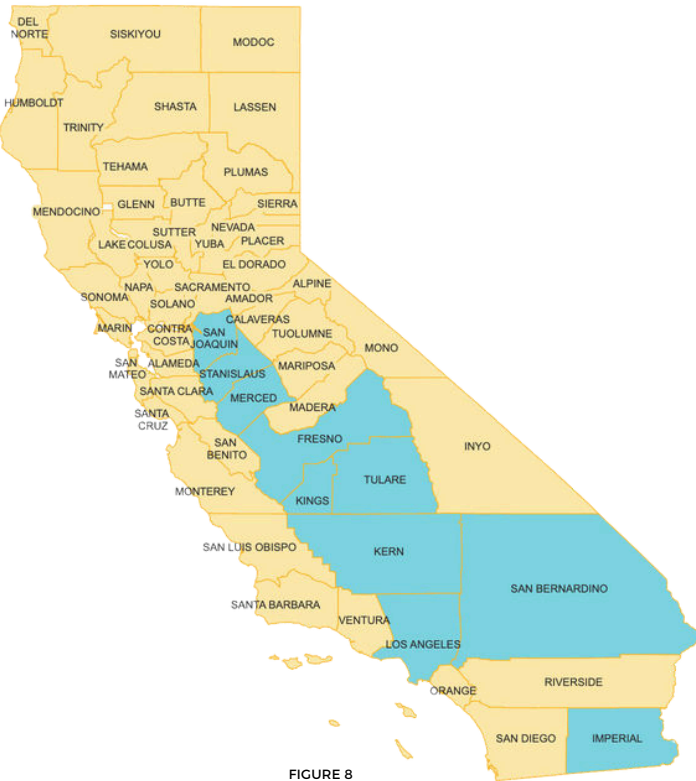 DEL
NORTE
SISKIYOU
MODOC
HUMBOLDT
TRINITY
SHASTA
LASSEN
TEHAMA
PLUMAS
MENDOCINO
GLENN
BUTTE
SIERRA
LAKE
COLUSA
SUTTER
YUBA
NEVADA
PLACER
YOLO
EL DORADO
SONOMA
NAPA
SACRAMENTO
ALPINE
SOLANO
AMADOR
MARIN
CONTRA
COSTA
SAN
JOAQUIN
CALAVERAS
TUOLUMNE
MONO
SAN
MATEO
ALAMEDA
STANISLAUS
MARIPOSA
SANTA CLARA
MERCED
MADERA
SANTA
CRUZ
SAN
BENITO
FRESNO
INYO
MONTEREY
KINGS
TULARE
SAN LUIS OBISPO
KERN
SAN BERNARDINO
SANTA BARBARA
VENTURA
LOS ANGELES
ORANGE
RIVERSIDE
SAN DIEGO
IMPERIAL
FIGURE 8